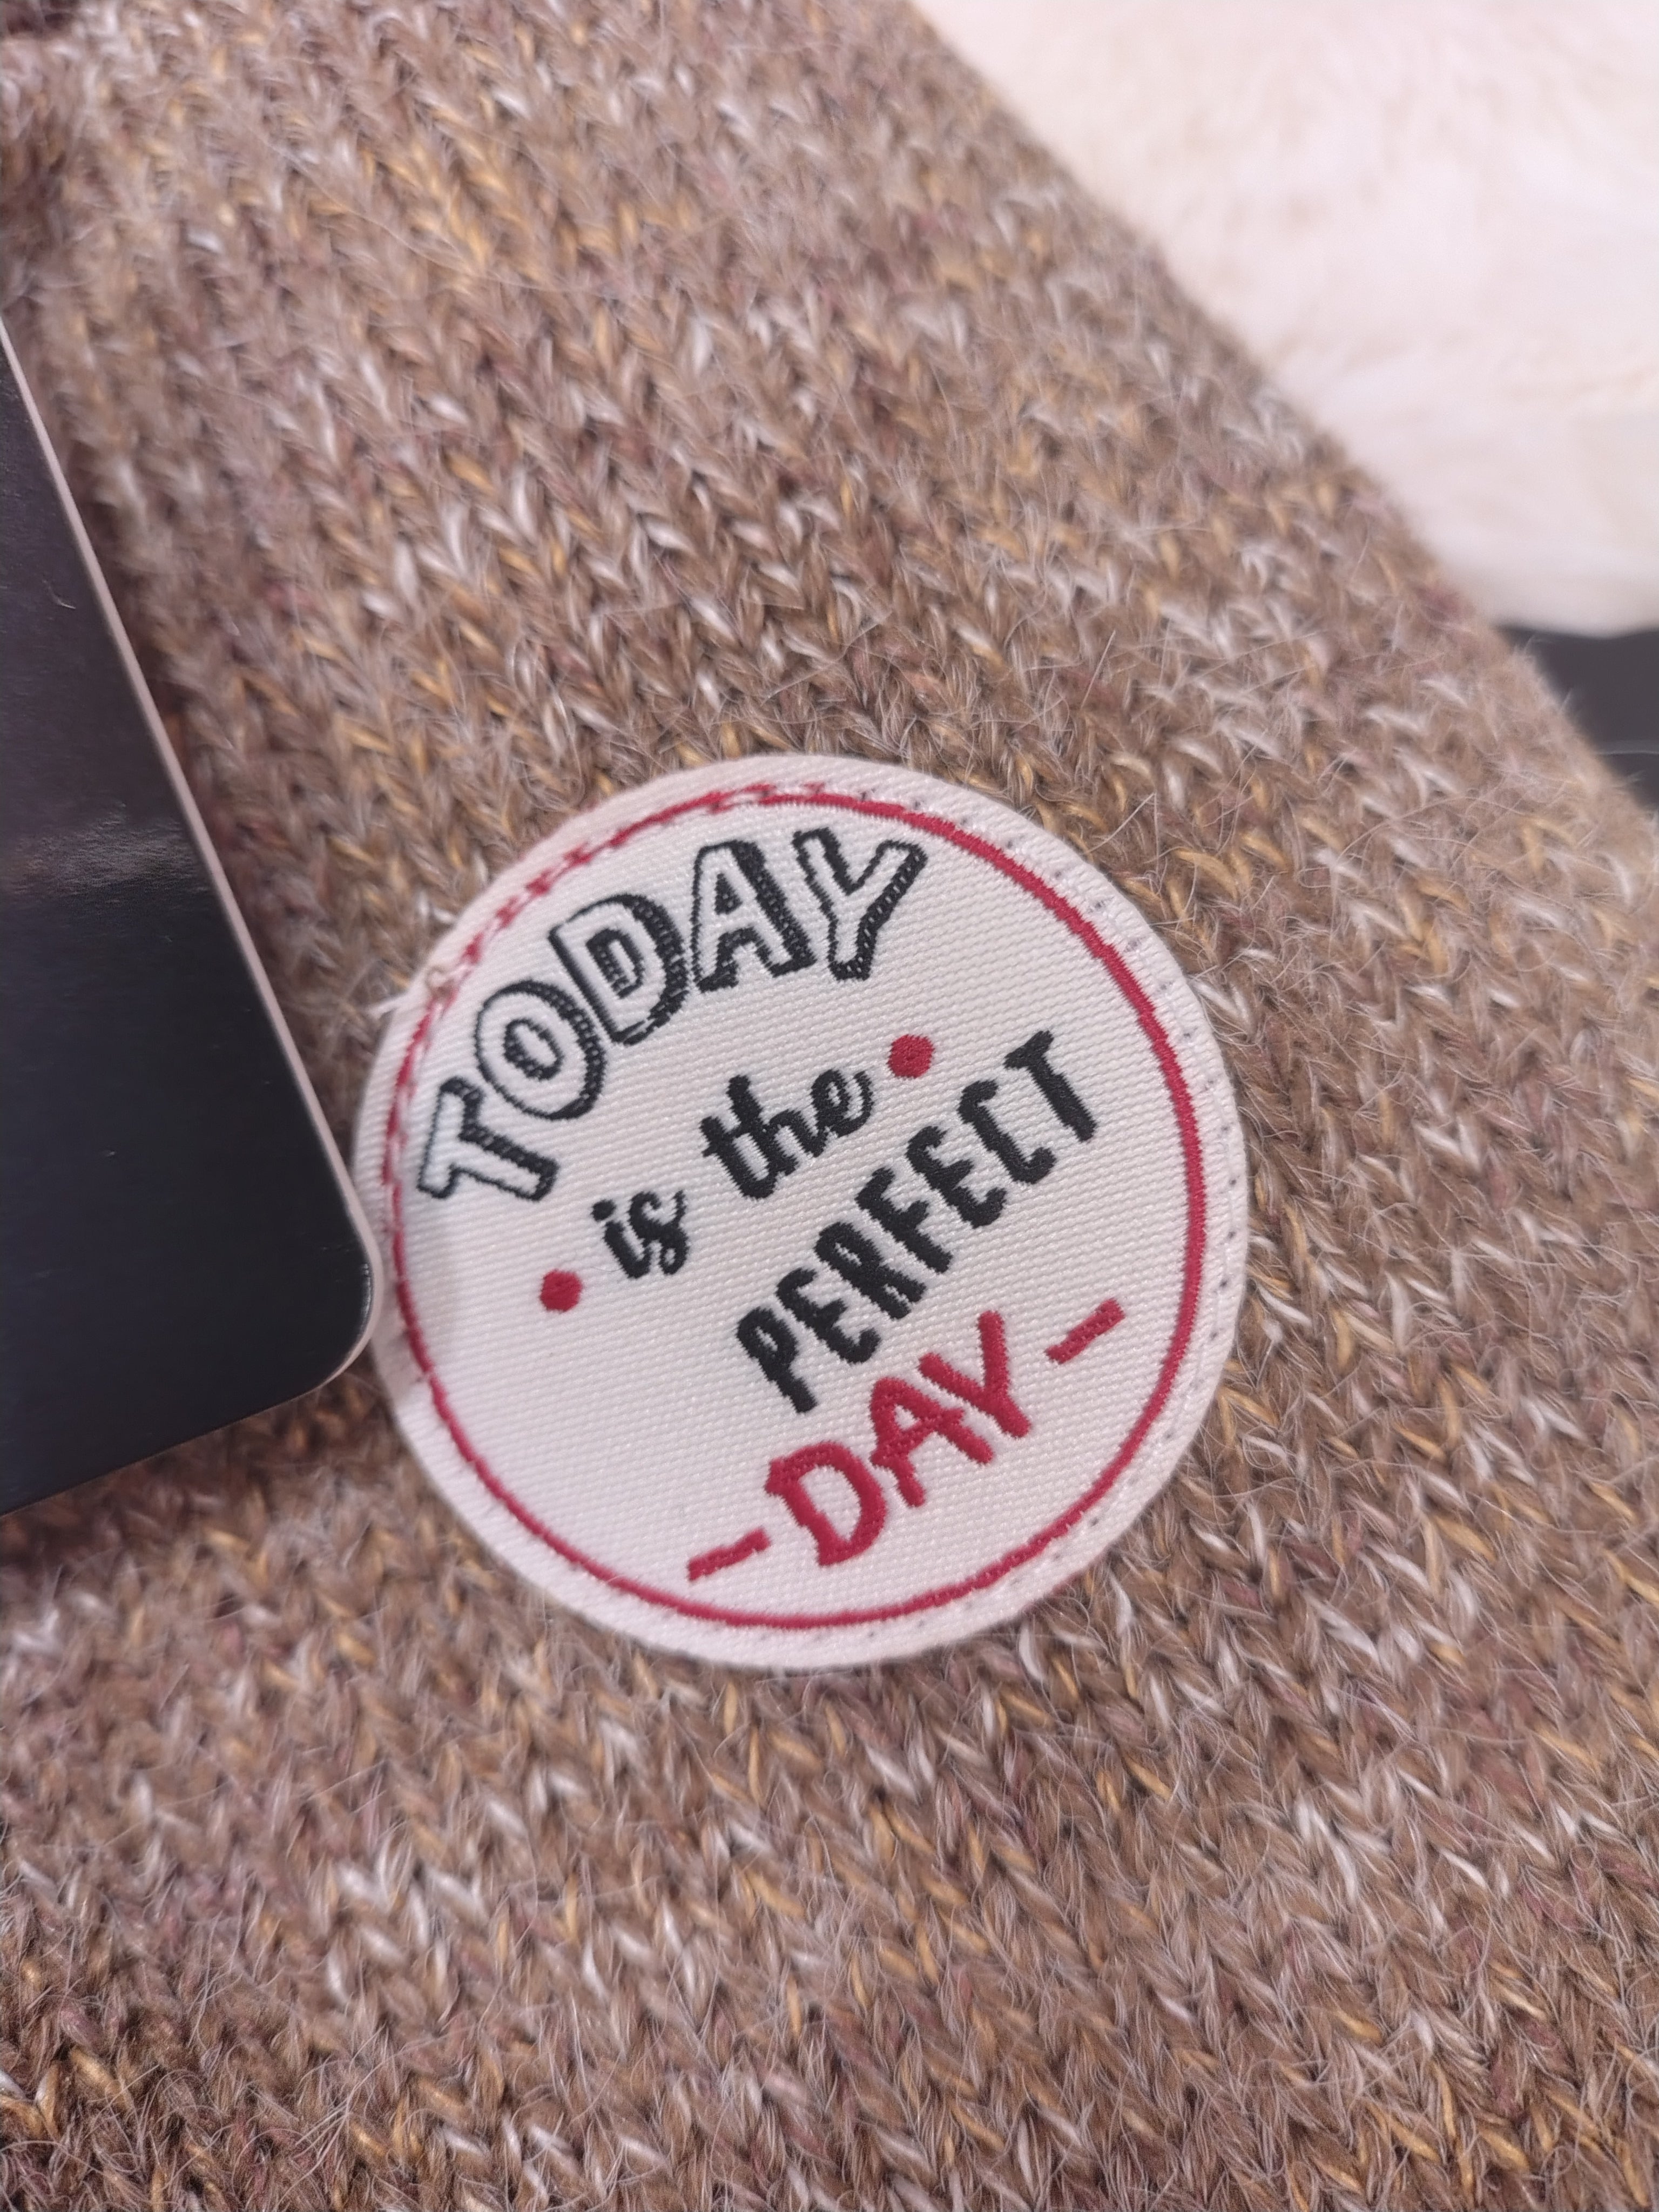 TODAY
is the
PERFECT
-DAY-